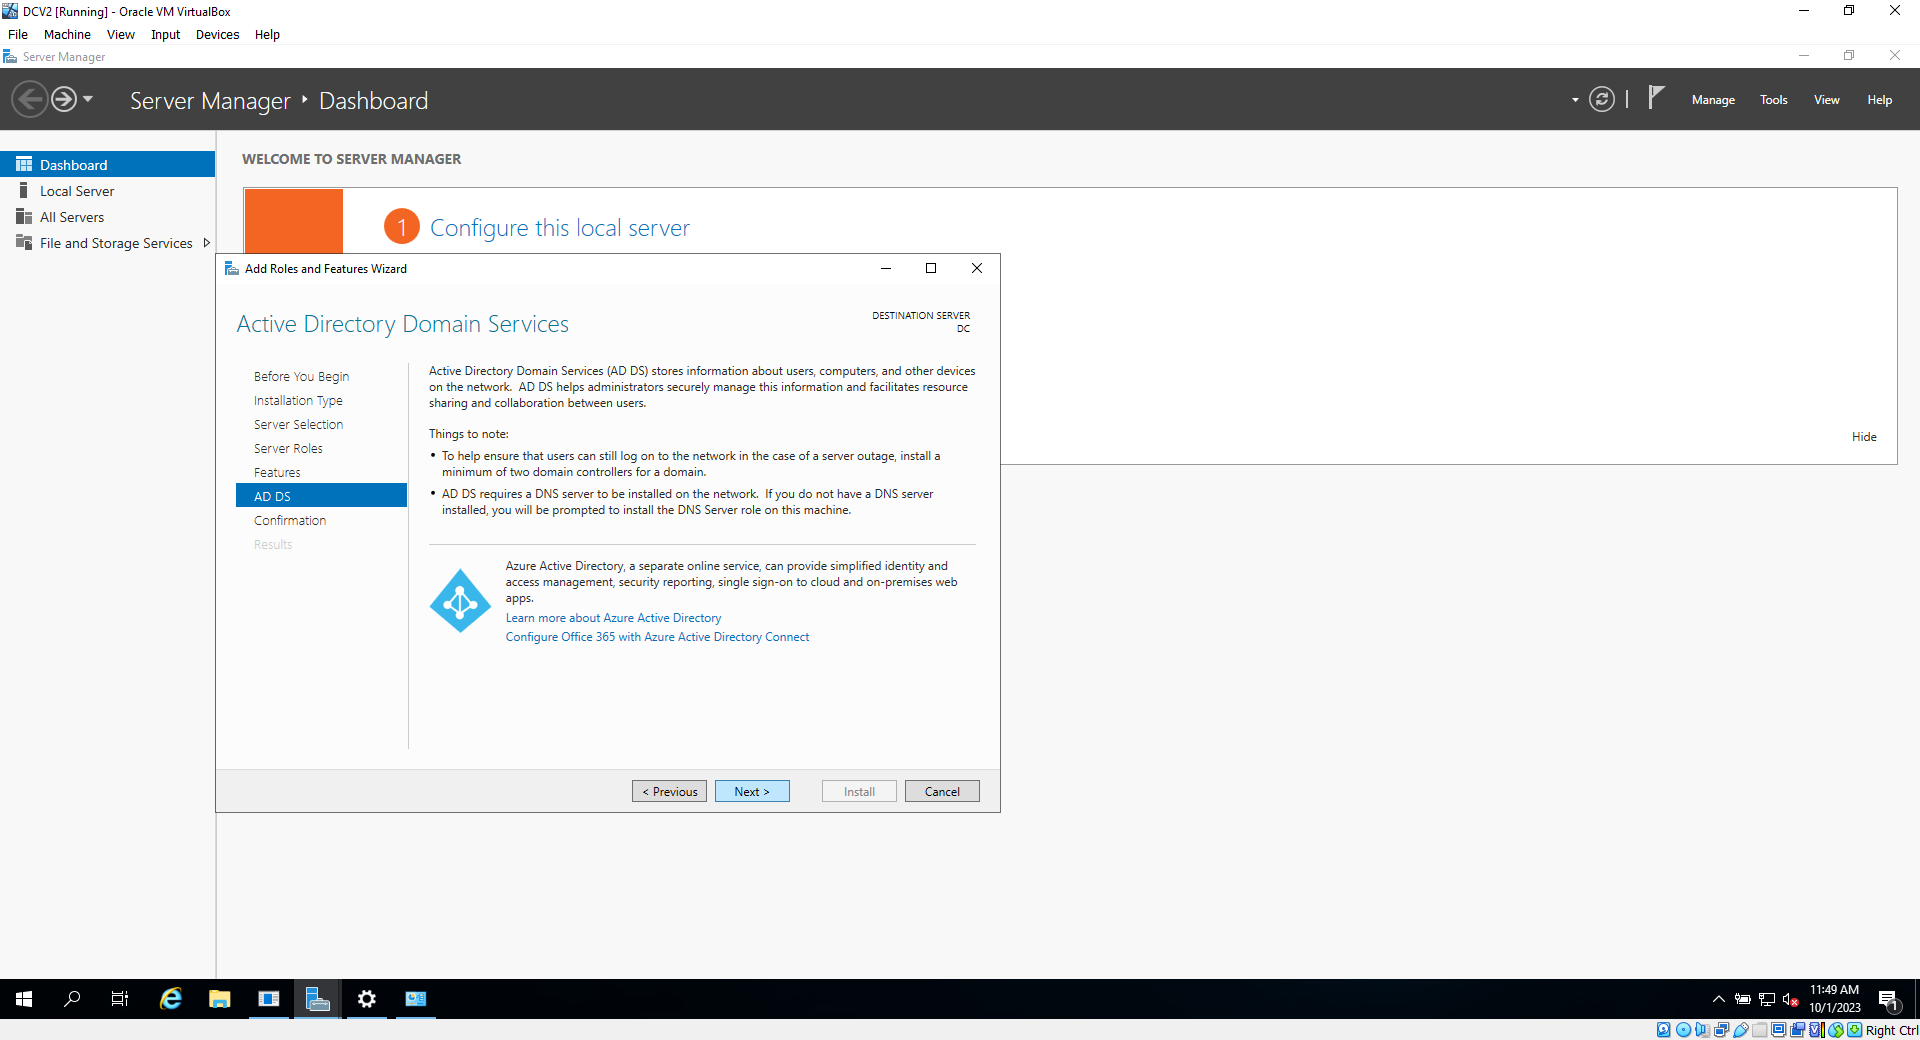 DCV2 [Running] - Oracle VM VirtualBox
File Machine View Input Devices Help
Server Manager
Server Manager Dashboard
Manage Tools View Help
Dashboard
Local Server
All Servers
File and Storage Services
WELCOME TO SERVER MANAGER
1 Configure this local server
Hide
Add Roles and Features Wizard
Active Directory Domain Services
DESTINATION SERVER
DC
Before You Begin
Installation Type
Server Selection
Server Roles
Features
AD DS
Confirmation
Results
Active Directory Domain Services (AD DS) stores information about users, computers, and other devices
on the network. AD DS helps administrators securely manage this information and facilitates resource
sharing and collaboration between users.
Things to note:
• To help ensure that users can still log on to the network in the case of a server outage, install a
minimum of two domain controllers for a domain.
• AD DS requires a DNS server to be installed on the network. If you do not have a DNS server
installed, you will be prompted to install the DNS Server role on this machine.
Azure Active Directory, a separate online service, can provide simplified identity and
access management, security reporting, single sign-on to cloud and on-premises web
apps.
Learn more about Azure Active Directory
Configure Office 365 with Azure Active Directory Connect
< Previous Next > Install Cancel
11:49 AM
10/1/2023
1
Right Ctrl